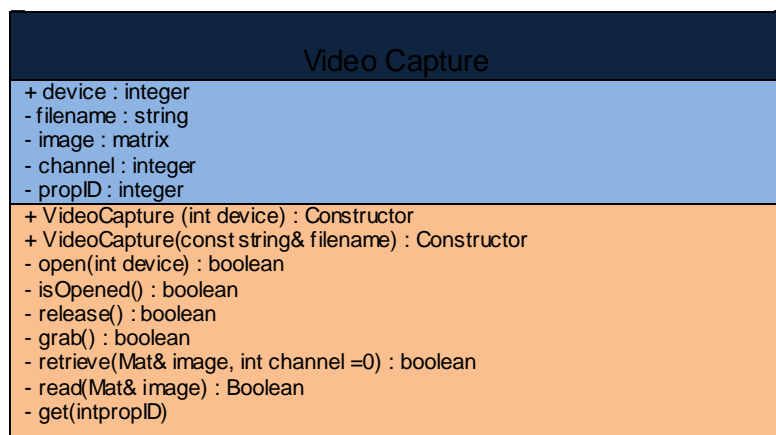 Video Capture
+ device : integer
- filename : string
- image : matrix
- channel : integer
- propID : integer
+ VideoCapture (int device) : Constructor
+ VideoCapture(const string& filename) : Constructor
- open(int device) : boolean
- isOpened() : boolean
- release() : boolean
- grab() : boolean
- retrieve(Mat& image, int channel =0) : boolean
- read(Mat& image) : Boolean
- get(intpropID)